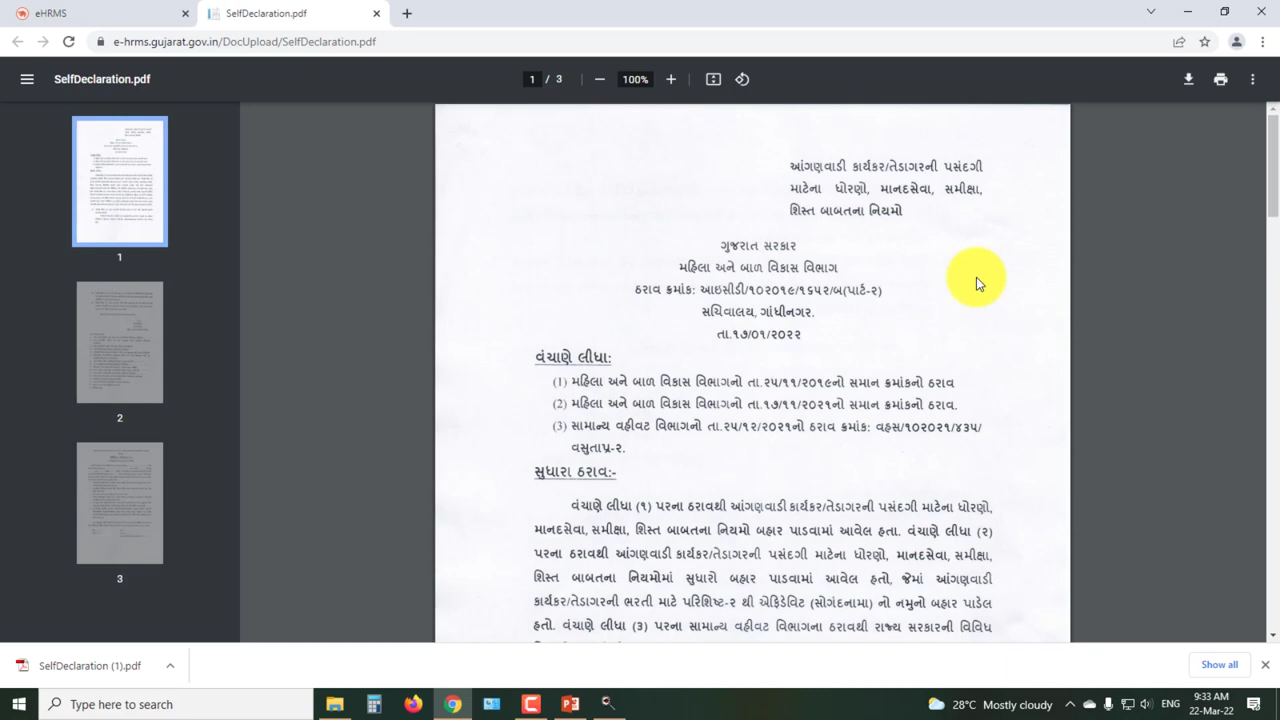 eHRMS
SelfDeclaration.pdf
e-hrms.gujarat.gov.in/DocUpload/SelfDeclaration.pdf
SelfDeclaration.pdf
1 / 3
100%
આંગણવાડી કાર્યકર/તેડાગરની પસંદગી
માટેના ધોરણો, માનદસેવા, સમીક્ષા,
શિસ્ત બાબતના નિયમો
ગુજરાત સરકાર
મહિલા અને બાળ વિકાસ વિભાગ
ઠરાવ ક્રમાંક: આઇસીડી/૧૦૨૦૧૯/૧૬૫૨/બ(પાર્ટ-૨)
સચિવાલય, ગાંધીનગર.
તા.૧૭/૦૧/૨૦૨૨
વંચાણે લીધા:
(1) મહિલા અને બાળ વિકાસ વિભાગનો તા.૨૫/૧૧/૨૦૧૯નો સમાન ક્રમાંકનો ઠરાવ
(2) મહિલા અને બાળ વિકાસ વિભાગનો તા.૧૭/૧૧/૨૦૨૧નો સમાન ક્રમાંકનો ઠરાવ.
(3) સામાન્ય વહીવટ વિભાગનો તા.૨૫/૧૨/૨૦૨૧નો ઠરાવ ક્રમાંક: વહસ/૧૦૨૦૨૧/૪૩૫/
વસુતાપ્ર-૨.
સુધારા ઠરાવ:-
વંચાણે લીધા (૧) પરના ઠરાવથી આંગણવાડી કાર્યકર/તેડાગરની પસંદગી માટેના ધોરણો,
માનદસેવા, સમીક્ષા, શિસ્ત બાબતના નિયમો બહાર પાડવામાં આવેલ હતા. વંચાણે લીધા (૨)
પરના ઠરાવથી આંગણવાડી કાર્યકર/તેડાગરની પસંદગી માટેના ધોરણો, માનદસેવા, સમીક્ષા,
શિસ્ત બાબતના નિયમોમાં સુધારો બહાર પાડવામાં આવેલ હતો, જેમાં આંગણવાડી
કાર્યકર/તેડાગરની ભરતી માટે પરિશિષ્ટ-૨ થી એફિડેવિટ (સોગંદનામા) નો નમુનો બહાર પાડેલ
હતો. વંચાણે લીધા (૩) પરના સામાન્ય વહીવટ વિભાગના ઠરાવથી રાજ્ય સરકારની વિવિધ
1
2
3
SelfDeclaration (1).pdf
Show all
Type here to search
28°C Mostly cloudy
ENG
9:33 AM
22-Mar-22